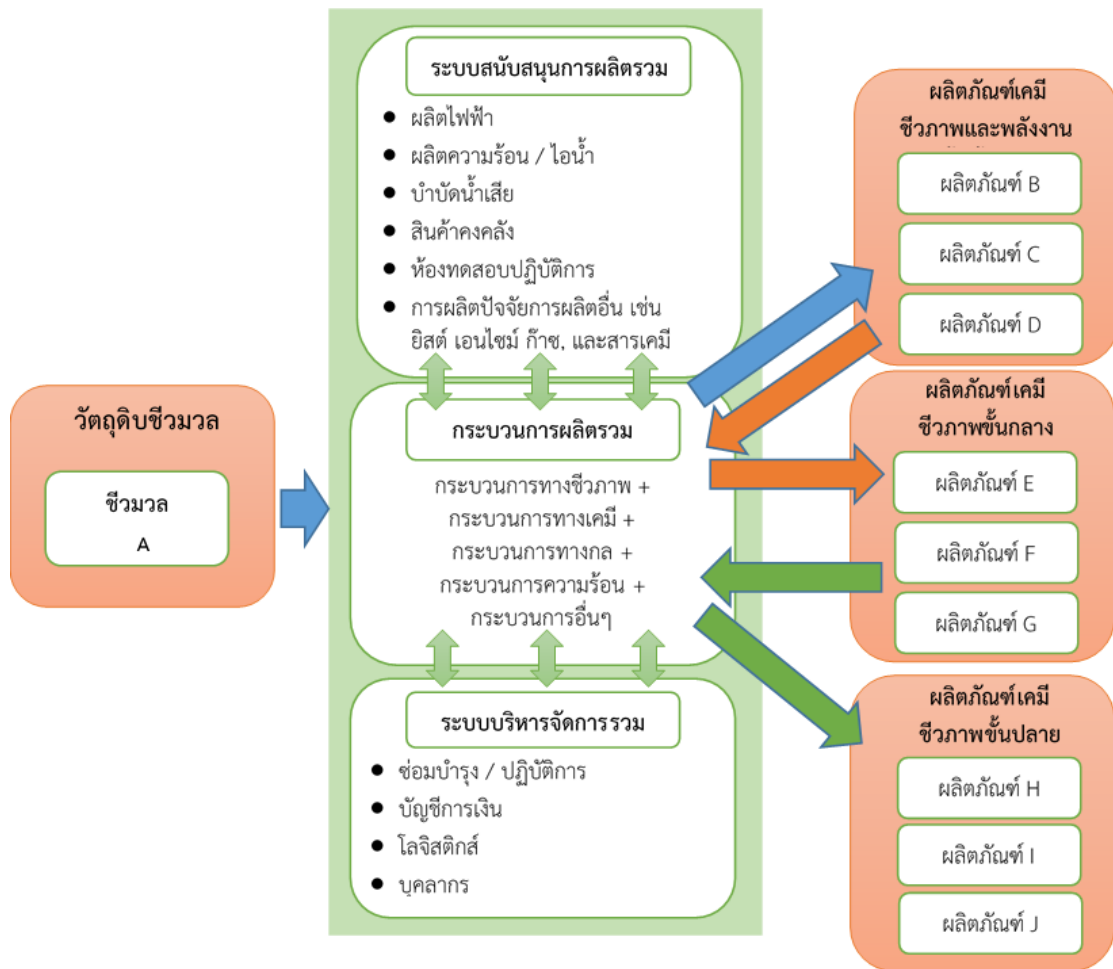 วัตถุดิบชีวมวล
ชีวมวล
A
ระบบสนับสนุนการผลิตรวม
● ผลิตไฟฟ้า
● ผลิตความร้อน / ไอน้ำ
● บำบัดน้ำเสีย
● สินค้าคงคลัง
● ห้องทดสอบปฏิบัติการ
● การผลิตปัจจัยการผลิตอื่น เช่น
ยิสต์ เอนไซม์ ก๊าซ, และสารเคมี
กระบวนการผลิตรวม
กระบวนการทางชีวภาพ +
กระบวนการทางเคมี +
กระบวนการทางกล +
กระบวนการความร้อน +
กระบวนการอื่นๆ
ระบบบริหารจัดการรวม
● ซ่อมบำรุง / ปฏิบัติการ
● บัญชีการเงิน
● โลจิสติกส์
● บุคลากร
ผลิตภัณฑ์เคมี
ชีวภาพและพลังงาน
ผลิตภัณฑ์ B
ผลิตภัณฑ์ C
ผลิตภัณฑ์ D
ผลิตภัณฑ์เคมี
ชีวภาพขั้นกลาง
ผลิตภัณฑ์ E
ผลิตภัณฑ์ F
ผลิตภัณฑ์ G
ผลิตภัณฑ์เคมี
ชีวภาพขั้นปลาย
ผลิตภัณฑ์ H
ผลิตภัณฑ์ I
ผลิตภัณฑ์ J